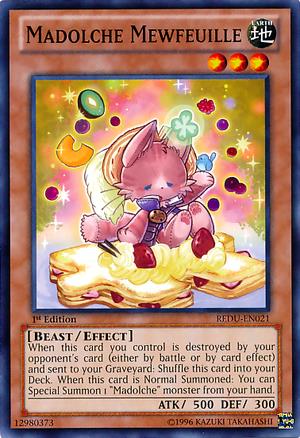 MADOLCHE MEWFEUILLE
EARTH
地
1st Edition
REDU-EN021
[BEAST / EFFECT]
When this card you control is destroyed by your
opponent's card (either by battle or by card effect)
and sent to your Graveyard: Shuffle this card into your
Deck. When this card is Normal Summoned: You can
Special Summon 1 "Madolche" monster from your hand.
ATK/ 500 DEF/ 300
12980373
©1996 KAZUKI TAKAHASHI